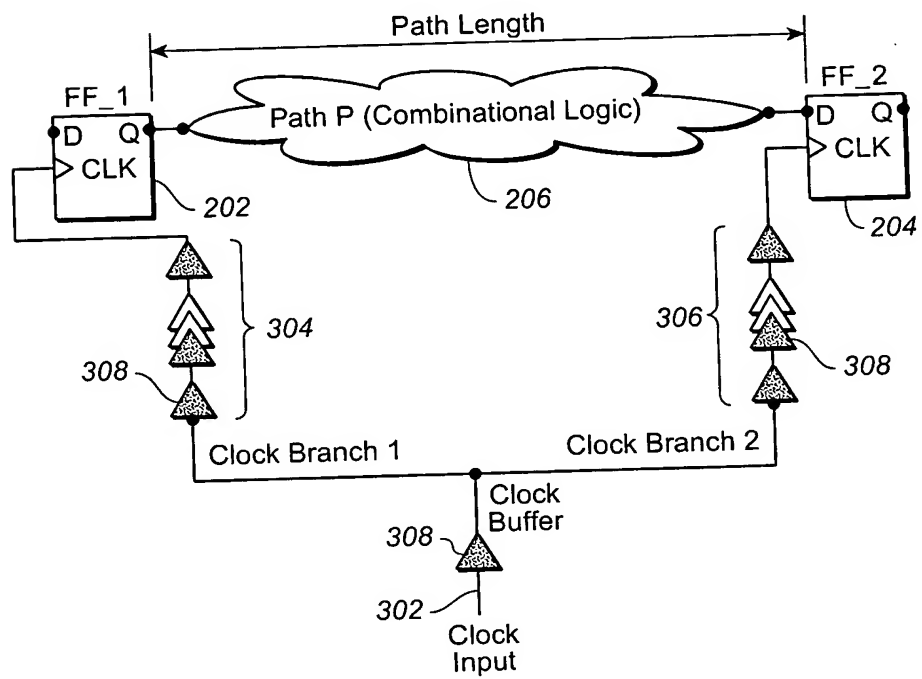 Path Length
FF_1
FF_2
D Q
CLK
Path P (Combinational Logic)
D Q
CLK
202
206
204
304
306
308
308
Clock Branch 1
Clock Branch 2
Clock
Buffer
308
302
Clock
Input